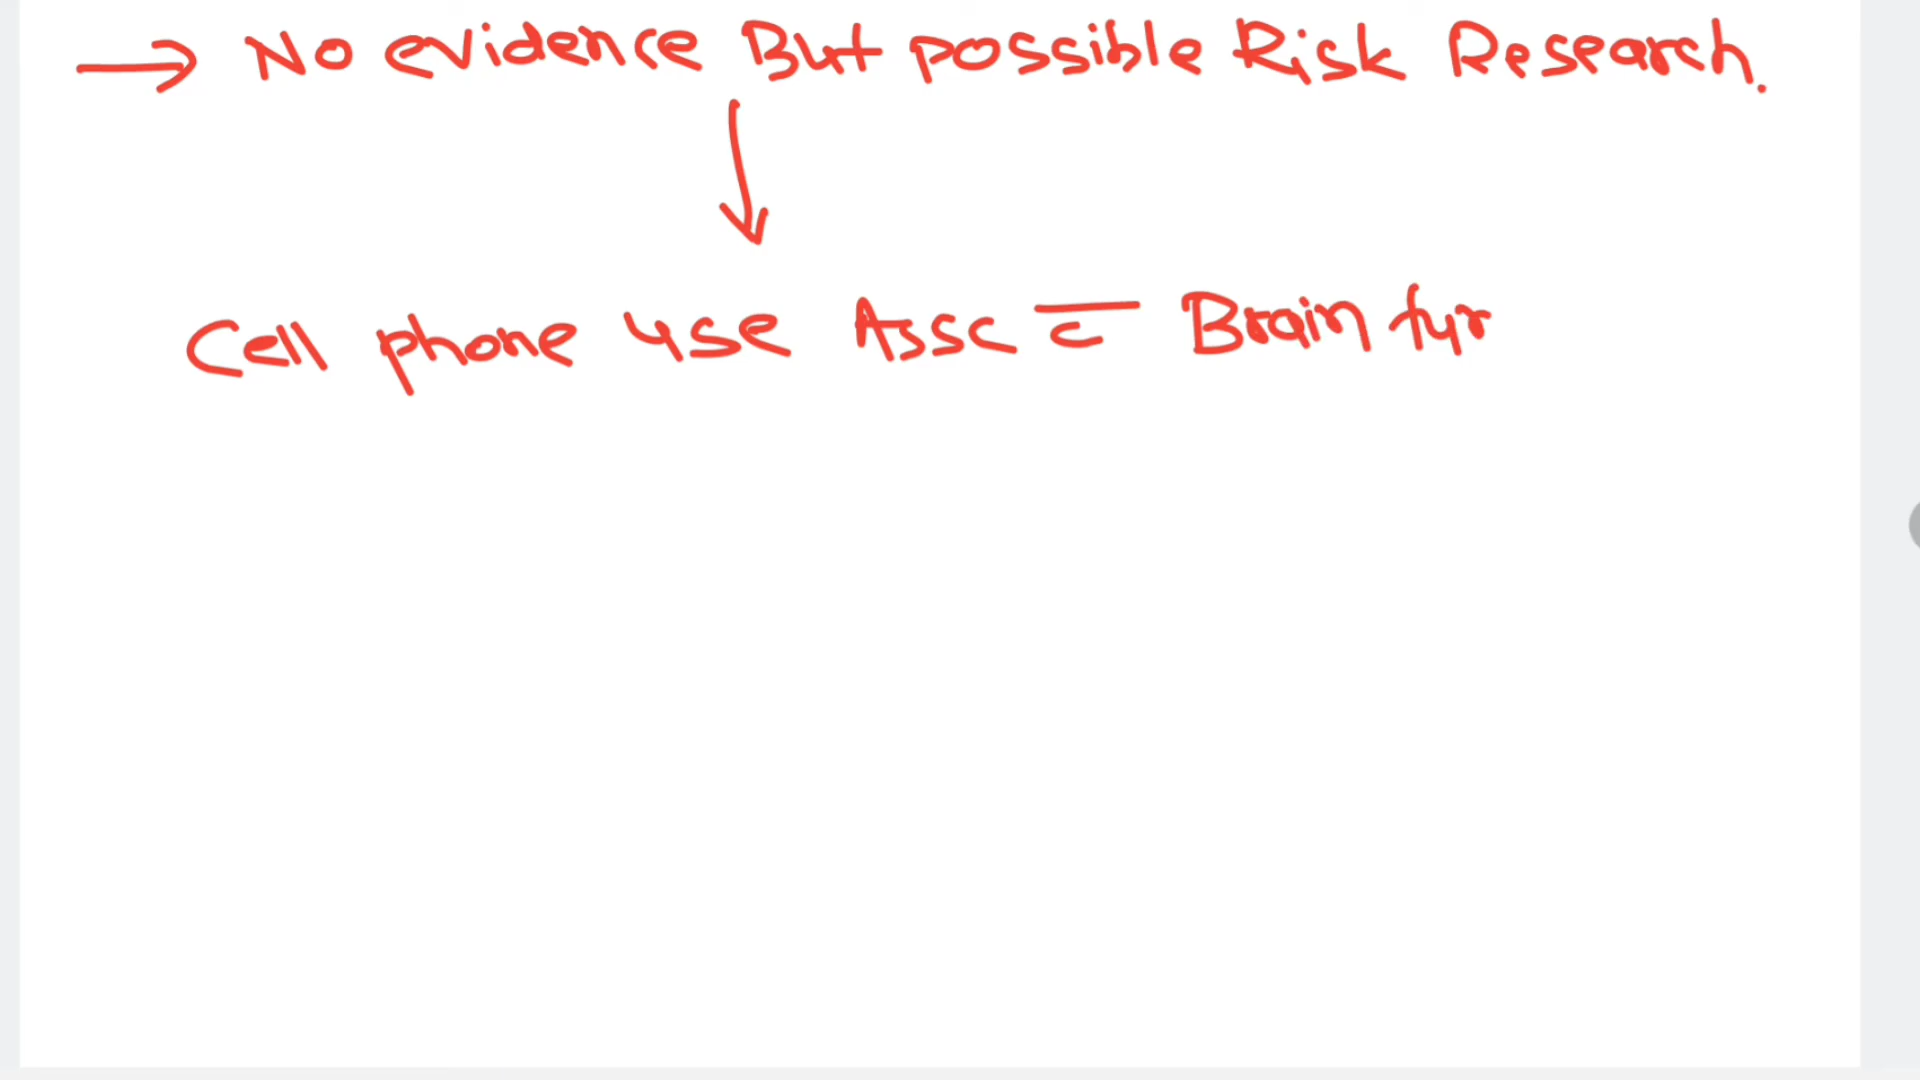 → No evidence But possible Risk Research.
↓
Cell phone use Assc c̅ Brain tur